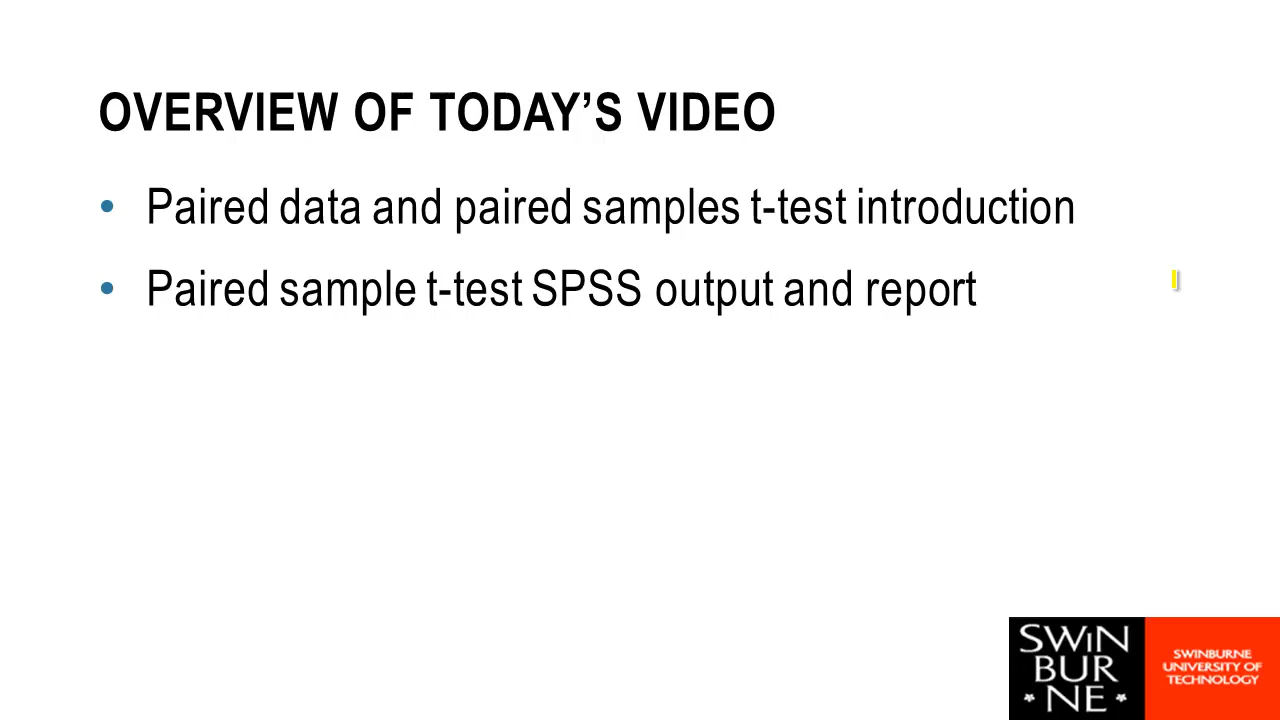 OVERVIEW OF TODAY’S VIDEO
• Paired data and paired samples t-test introduction
• Paired sample t-test SPSS output and report
SWIN
BUR
NE
SWINBURNE
UNIVERSITY OF
TECHNOLOGY